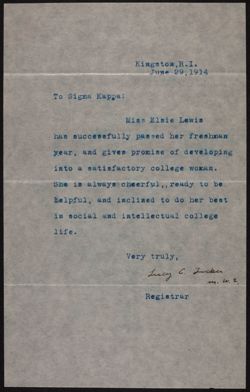 Kingston,R.I.
June 29,1914
To Sigma Kappa:
Miss Elsie Lewis
has successfully passed her freshman
year, and gives promise of developing
into a satisfactory college woman.
She is always cheerful,,ready to be
helpful, and inclined to do her best
in social and intellectual college
life.
Very truly,
Lucy C. Tucker
Registrar